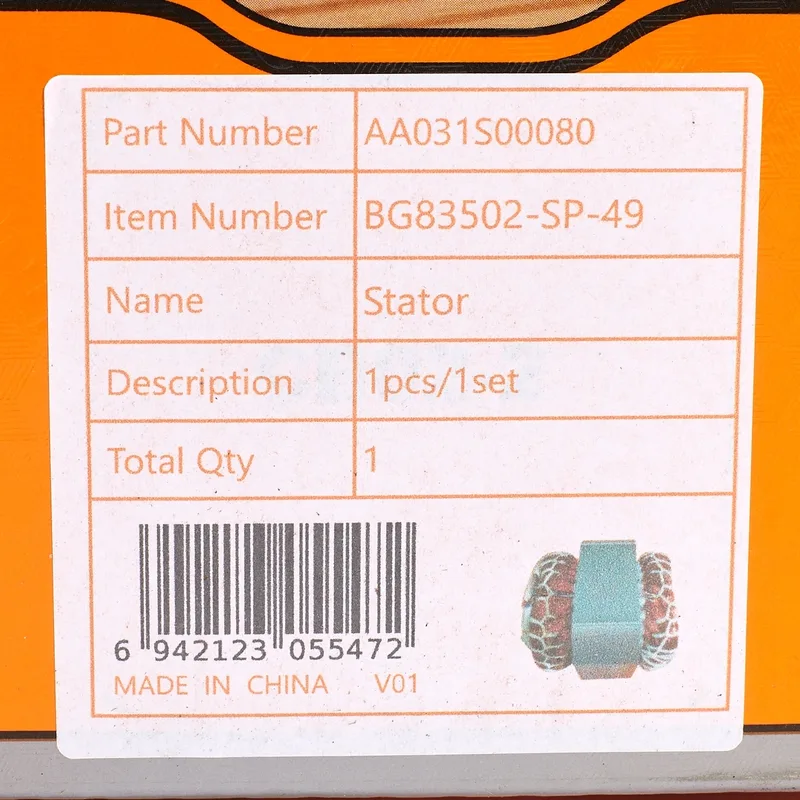 Part Number AA031S00080
Item Number BG83502-SP-49
Name Stator
Description 1pcs/1set
Total Qty 1
6 942123 055472
MADE IN CHINA V01